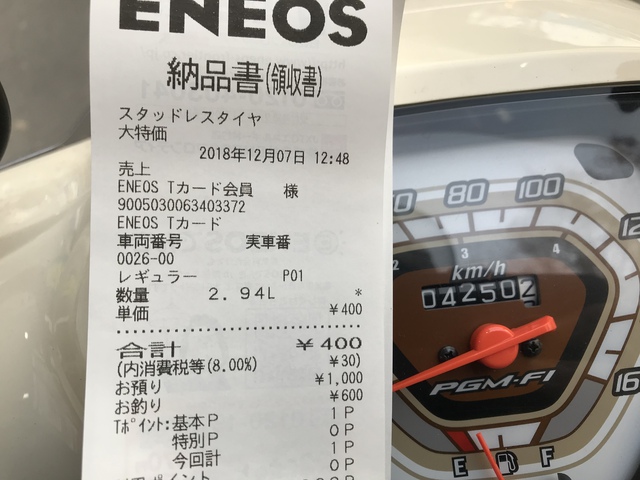 ENEOS
納品書(領収書)
スタッドレスタイヤ
大特価
2018年12月07日 12:48
売上
ENEOS Tカード会員 様
9005030063403372
ENEOS Tカード
車両番号 実車番
0026-00
レギュラー P01
数量 2.94L *
単価 ¥400
合計 ¥400
(内消費税等(8.00%) ¥30)
お預り ¥1,000
お釣り ¥600
Tポイント:基本P 1P
特別P 0P
今回計 1P
0P
80 100
3 4
km/h
042502
16
PGM-FI
E F